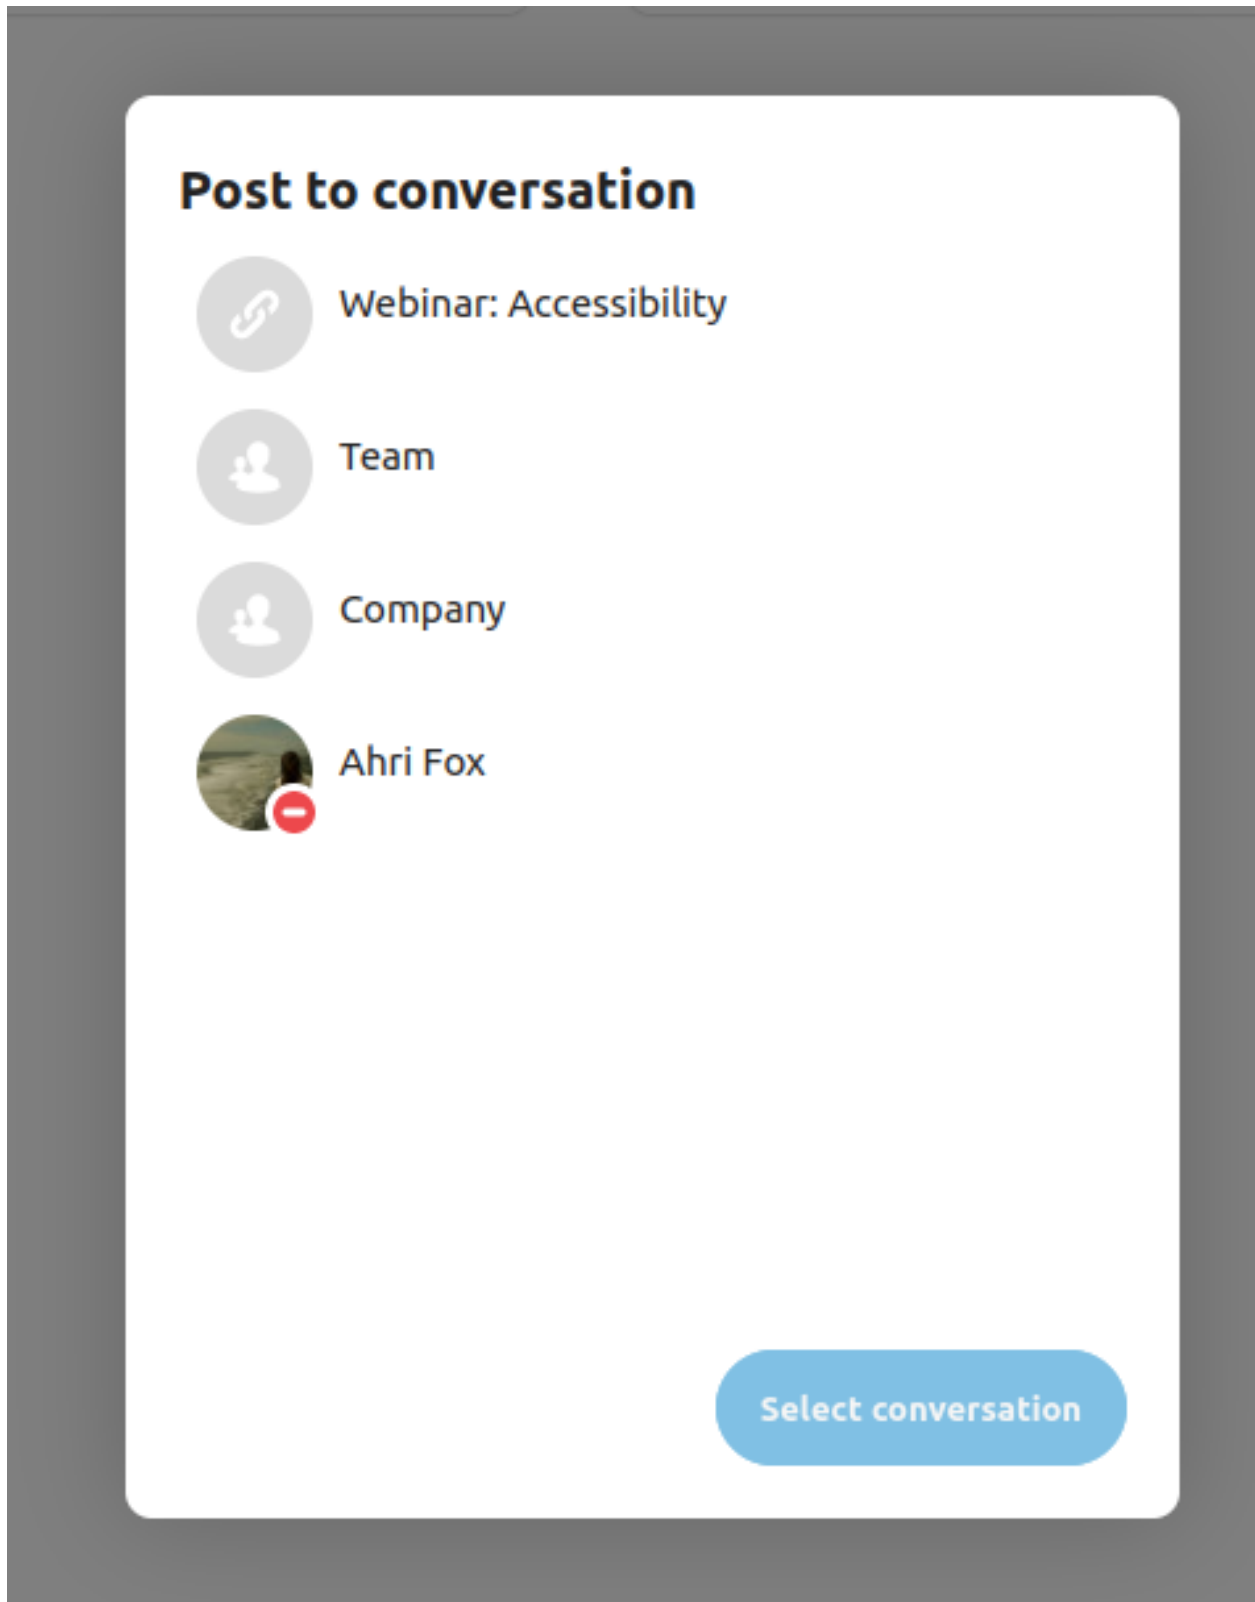 Post to conversation
Webinar: Accessibility
Team
Company
Ahri Fox
Select conversation